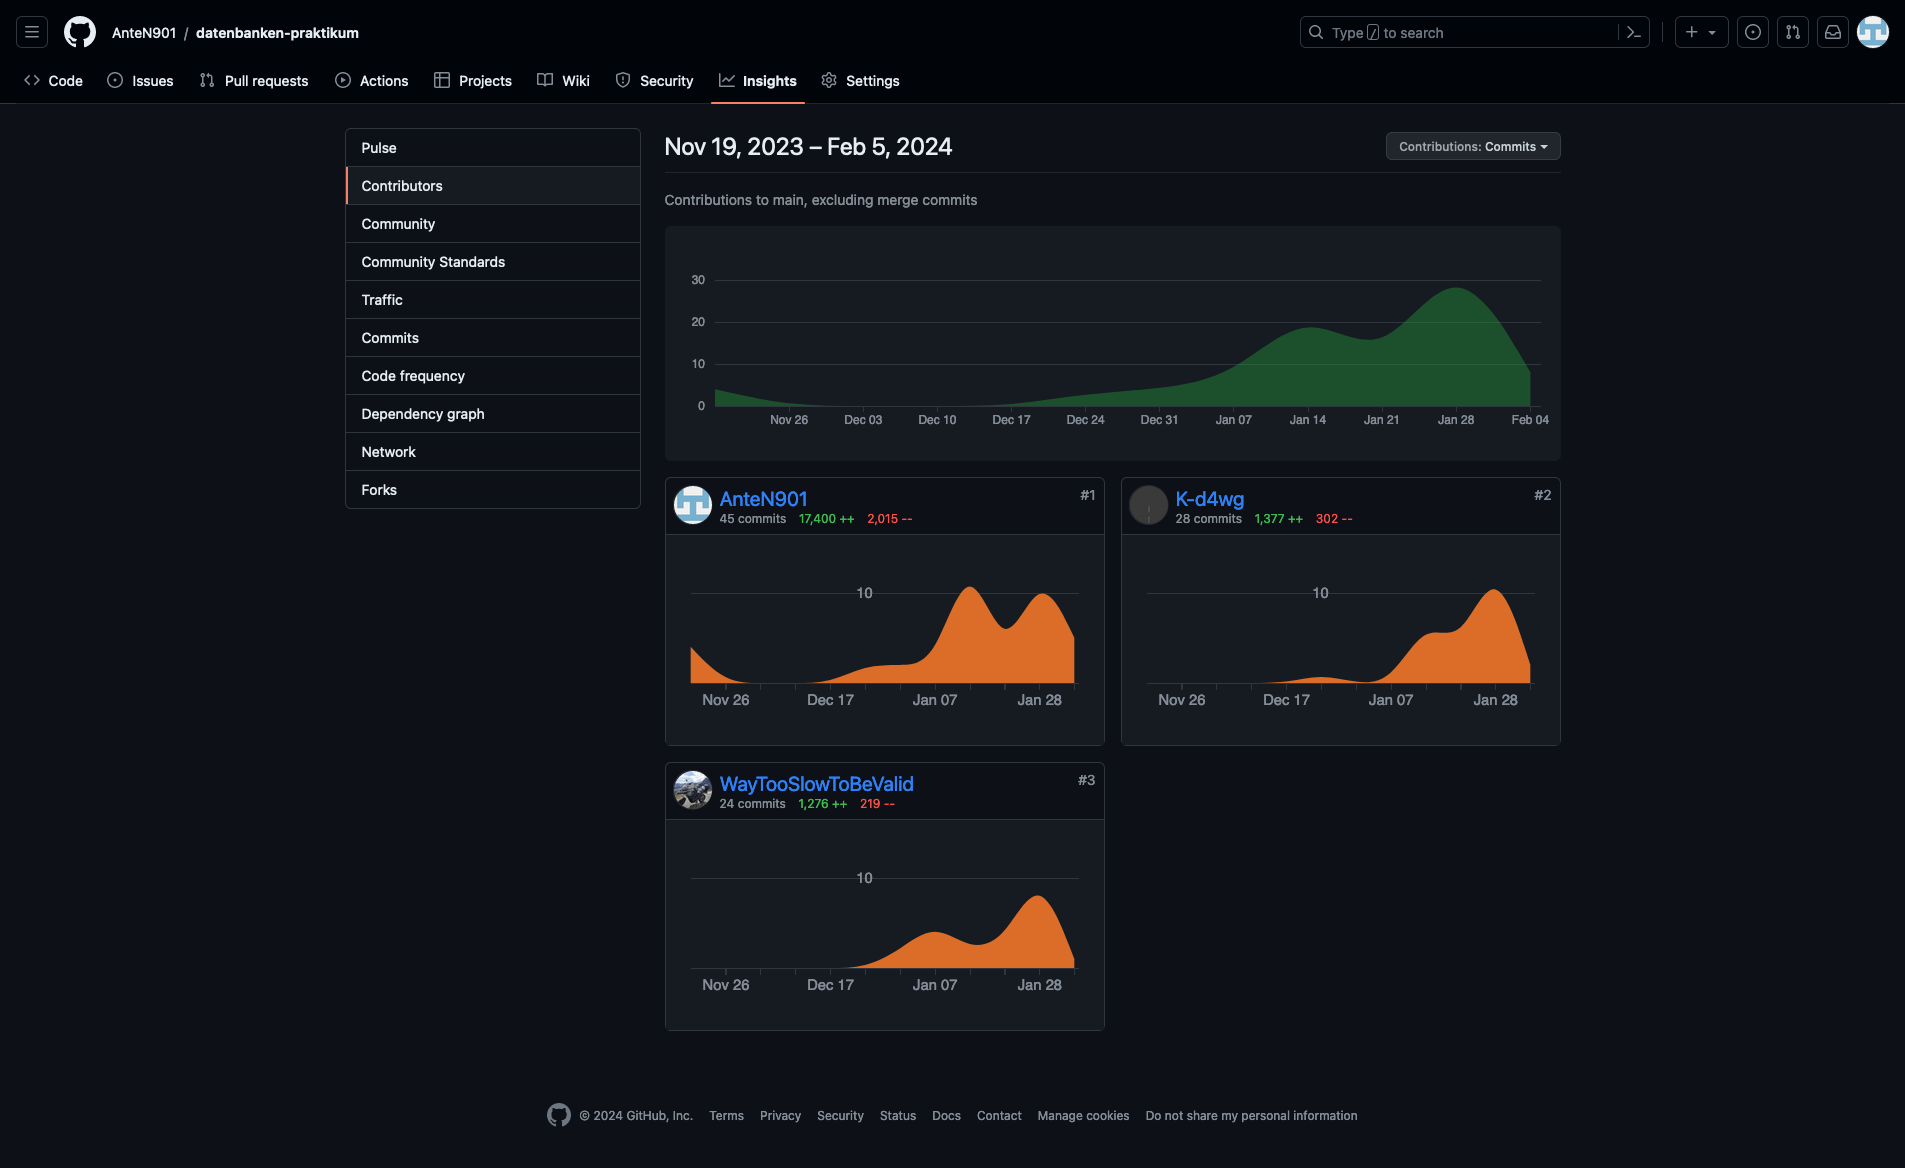 AnteN901 / datenbanken-praktikum
Type / to search
Code Issues Pull requests Actions Projects Wiki Security Insights Settings
Pulse
Contributors
Community
Community Standards
Traffic
Commits
Code frequency
Dependency graph
Network
Forks
Nov 19, 2023 – Feb 5, 2024
Contributions: Commits
Contributions to main, excluding merge commits
30
20
10
0
Nov 26 Dec 03 Dec 10 Dec 17 Dec 24 Dec 31 Jan 07 Jan 14 Jan 21 Jan 28 Feb 04
AnteN901 #1
45 commits 17,400 ++ 2,015 --
10
Nov 26 Dec 17 Jan 07 Jan 28
K-d4wg #2
28 commits 1,377 ++ 302 --
10
Nov 26 Dec 17 Jan 07 Jan 28
WayTooSlowToBeValid #3
24 commits 1,276 ++ 219 --
10
Nov 26 Dec 17 Jan 07 Jan 28
© 2024 GitHub, Inc. Terms Privacy Security Status Docs Contact Manage cookies Do not share my personal information